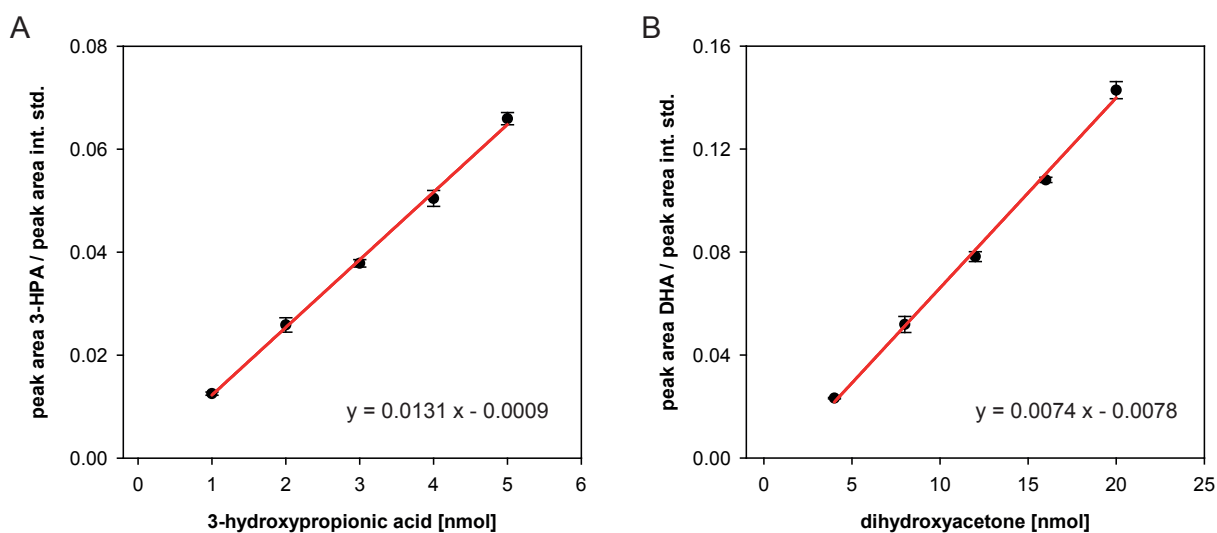 A
peak area 3-HPA / peak area int. std.
0.08
0.06
0.04
0.02
0.00
y = 0.0131 x - 0.0009
0 1 2 3 4 5 6
3-hydroxypropionic acid [nmol]
B
peak area DHA / peak area int. std.
0.16
0.12
0.08
0.04
0.00
y = 0.0074 x - 0.0078
0 5 10 15 20 25
dihydroxyacetone [nmol]